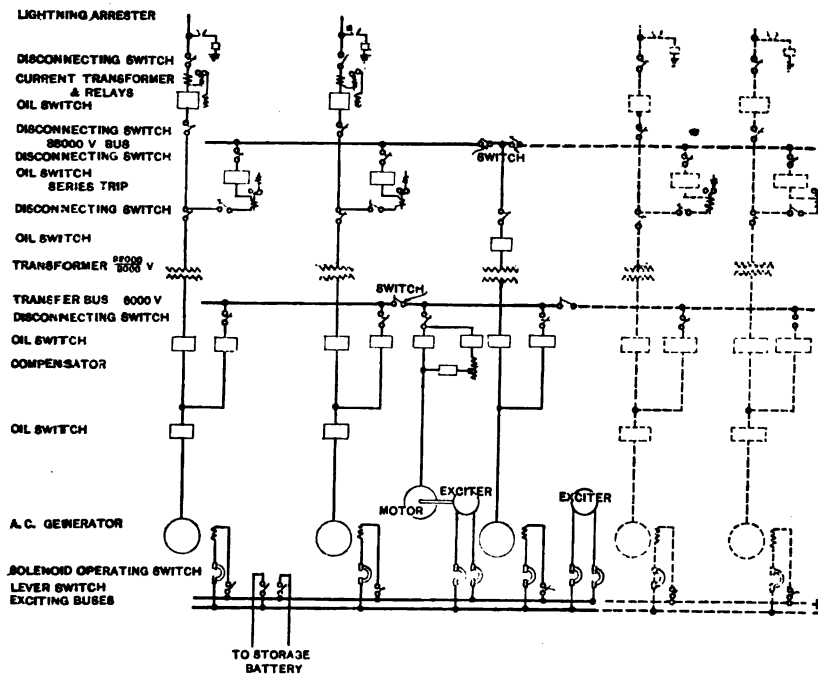 LIGHTNING ARRESTER
DISCONNECTING SWITCH
CURRENT TRANSFORMER
& RELAYS
OIL SWITCH
DISCONNECTING SWITCH
88000 V BUS
DISCONNECTING SWITCH
OIL SWITCH
SERIES TRIP
DISCONNECTING SWITCH
OIL SWITCH
TRANSFORMER V
TRANSFER BUS 6000 V
DISCONNECTING SWITCH
OIL SWITCH
COMPENSATOR
OIL SWITCH
A.C. GENERATOR
SOLENOID OPERATING SWITCH
LEVER SWITCH
EXCITING BUSES
SWITCH
SWITCH
MOTOR
EXCITER
EXCITER
TO STORAGE
BATTERY